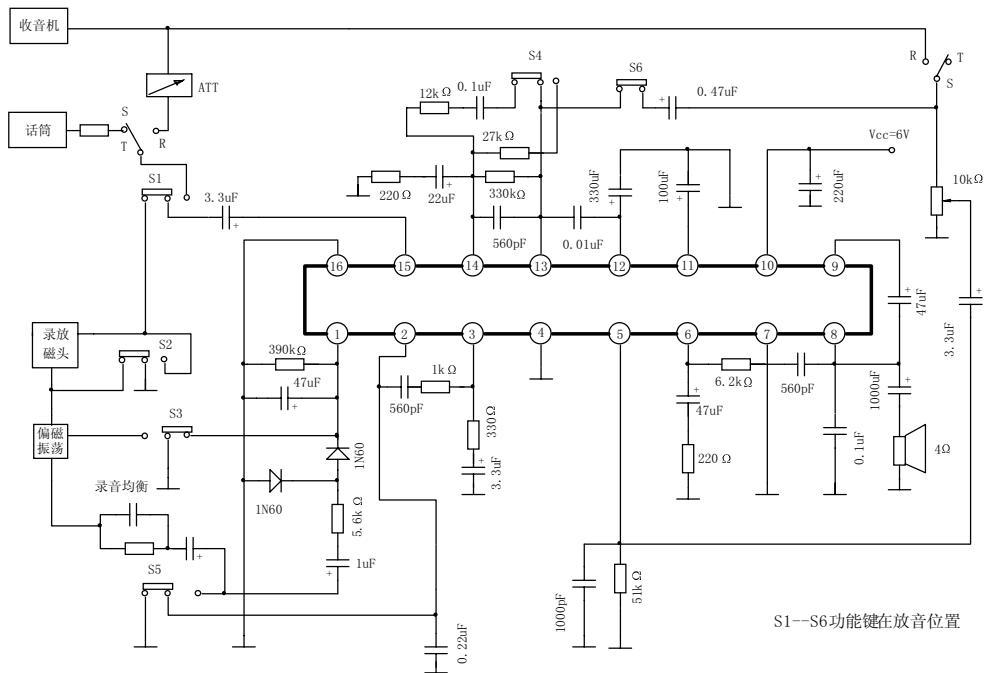 收音机
R
T
S
S4
S6
ATT
0.1uF
12kΩ
0.47uF
话筒
S
T
R
27kΩ
Vcc=6V
S1
3.3uF
220Ω
22uF
330kΩ
330uF
100uF
220uF
10kΩ
560pF
0.01uF
16
15
14
13
12
11
10
9
47uF
3.3uF
录放
磁头
S2
1
2
3
4
5
6
7
8
390kΩ
47uF
1kΩ
560pF
6.2kΩ
560pF
1000uF
偏磁
振荡
S3
330Ω
3.3uF
47uF
220Ω
0.1uF
4Ω
1N60
1N60
录音均衡
5.6kΩ
1uF
S5
1000pF
51kΩ
0.22uF
S1--S6功能键在放音位置